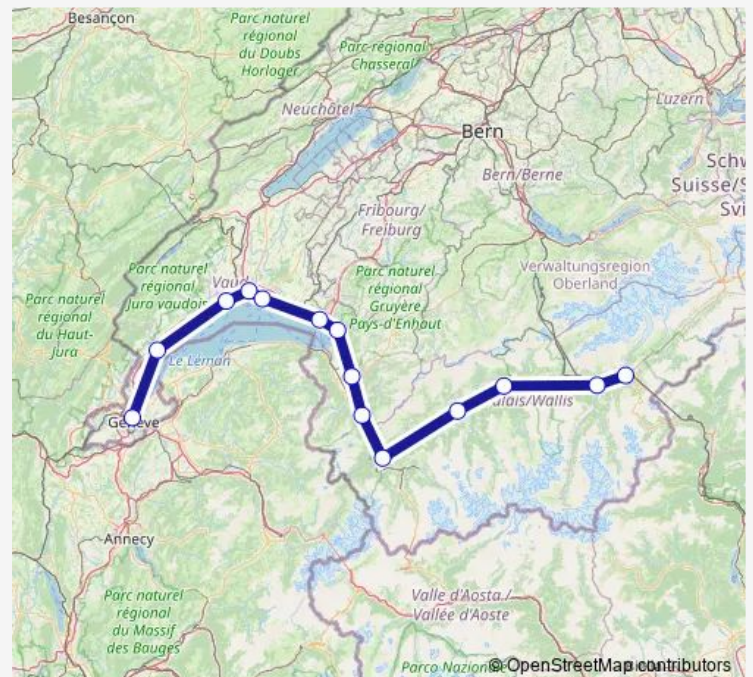 Besançon
Parc naturel
régional
du Doubs
Horloger
Parc régional
Chasseral
Neuchâtel
Luzern
Bern
Bern/Berne
Schw
Suisse/S
Svi
Fribourg/
Freiburg
Verwaltungsregion
Oberland
Parc naturel
régional
Jura vaudois
Vaud
Parc naturel
régional
Gruyère
Pays-d'Enhaut
Parc naturel
régional
du Haut-
Jura
Le Léman
alais/Wallis
Genève
Annecy
Parc naturel
régional
du Massif
des Bauges
Valle d'Aosta /
Vallée d'Aoste
Parco Nazion
© OpenStreetMap contributors